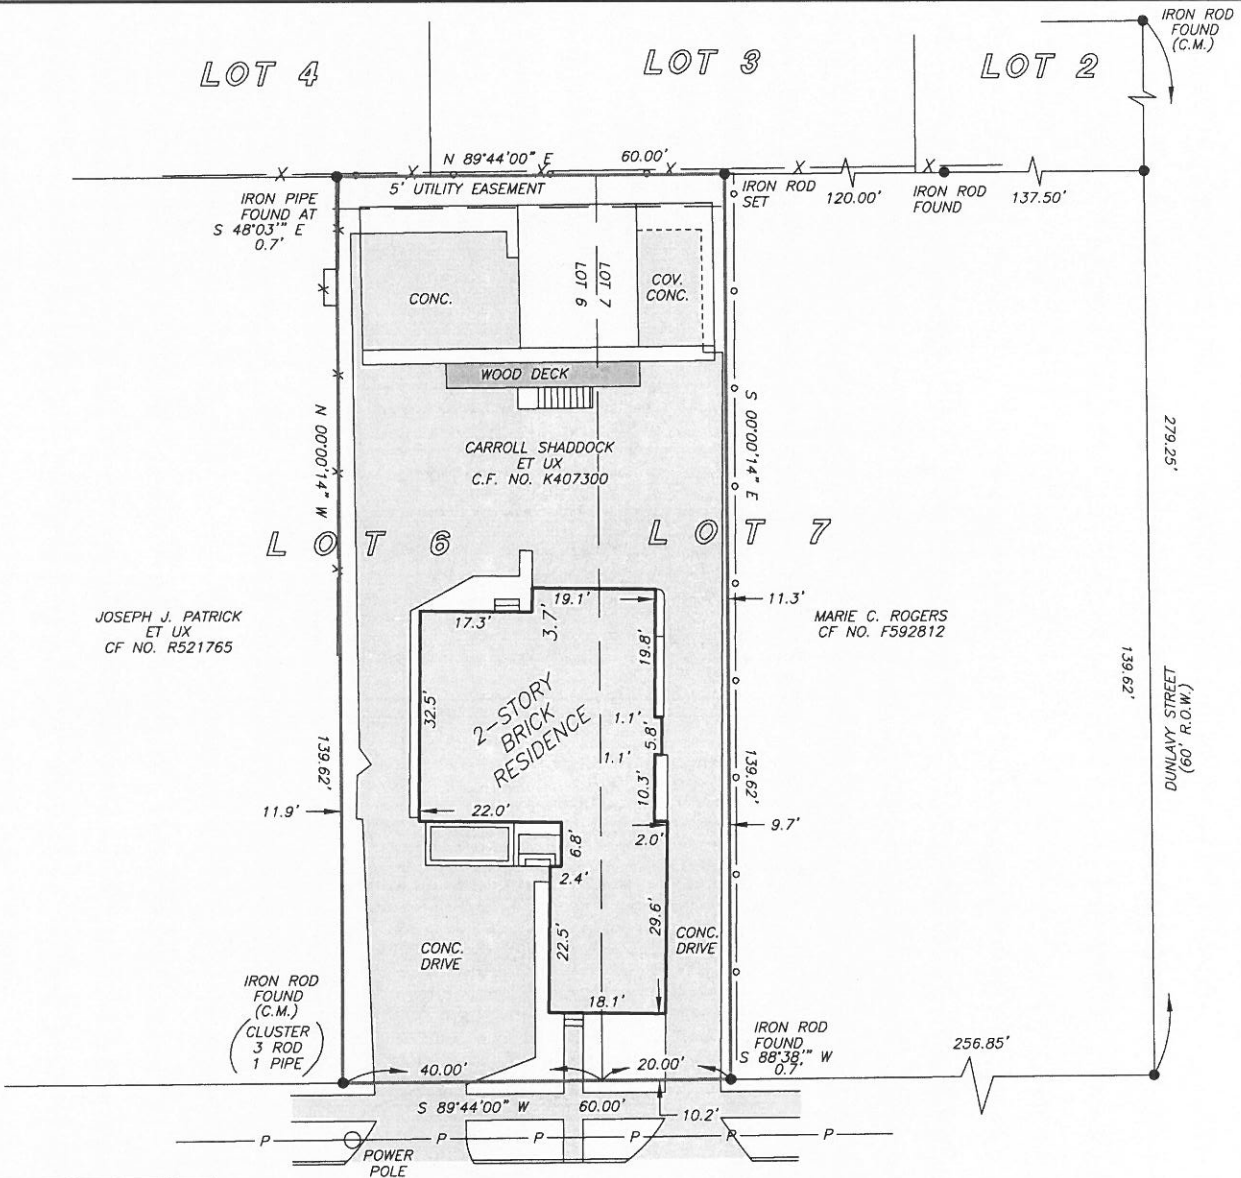 IRON ROD
FOUND
(C.M.)
LOT 4
LOT 3
LOT 2
N 89°44'00" E
60.00'
5' UTILITY EASEMENT
IRON PIPE
FOUND AT
S 48°03'" E
0.7'
IRON ROD
SET
120.00'
IRON ROD
FOUND
137.50'
CONC.
LOT 6
LOT 7
COV.
CONC.
WOOD DECK
N 00°00'14" W
S 00°00'14" E
279.25'
CARROLL SHADDOCK
ET UX
C.F. NO. K407300
LOT 6
LOT 7
JOSEPH J. PATRICK
ET UX
CF NO. R521765
MARIE C. ROGERS
CF NO. F592812
19.1'
11.3'
17.3'
3.7'
19.8'
32.5'
2-STORY
BRICK
RESIDENCE
1.1'
5.8'
1.1'
10.3'
139.62'
139.62'
139.62'
DUNLAVY STREET
(60' R.O.W.)
11.9'
22.0'
9.7'
2.0'
6.8'
2.4'
22.5'
29.6'
CONC.
DRIVE
CONC.
DRIVE
18.1'
IRON ROD
FOUND
(C.M.)
CLUSTER
3 ROD
1 PIPE
IRON ROD
FOUND
S 88°38'" W
0.7'
256.85'
40.00'
20.00'
S 89°44'00" W
60.00'
10.2'
P
P
P
P
P
P
POWER
POLE
X
X
X
X
X
X
X
X
X
X
X